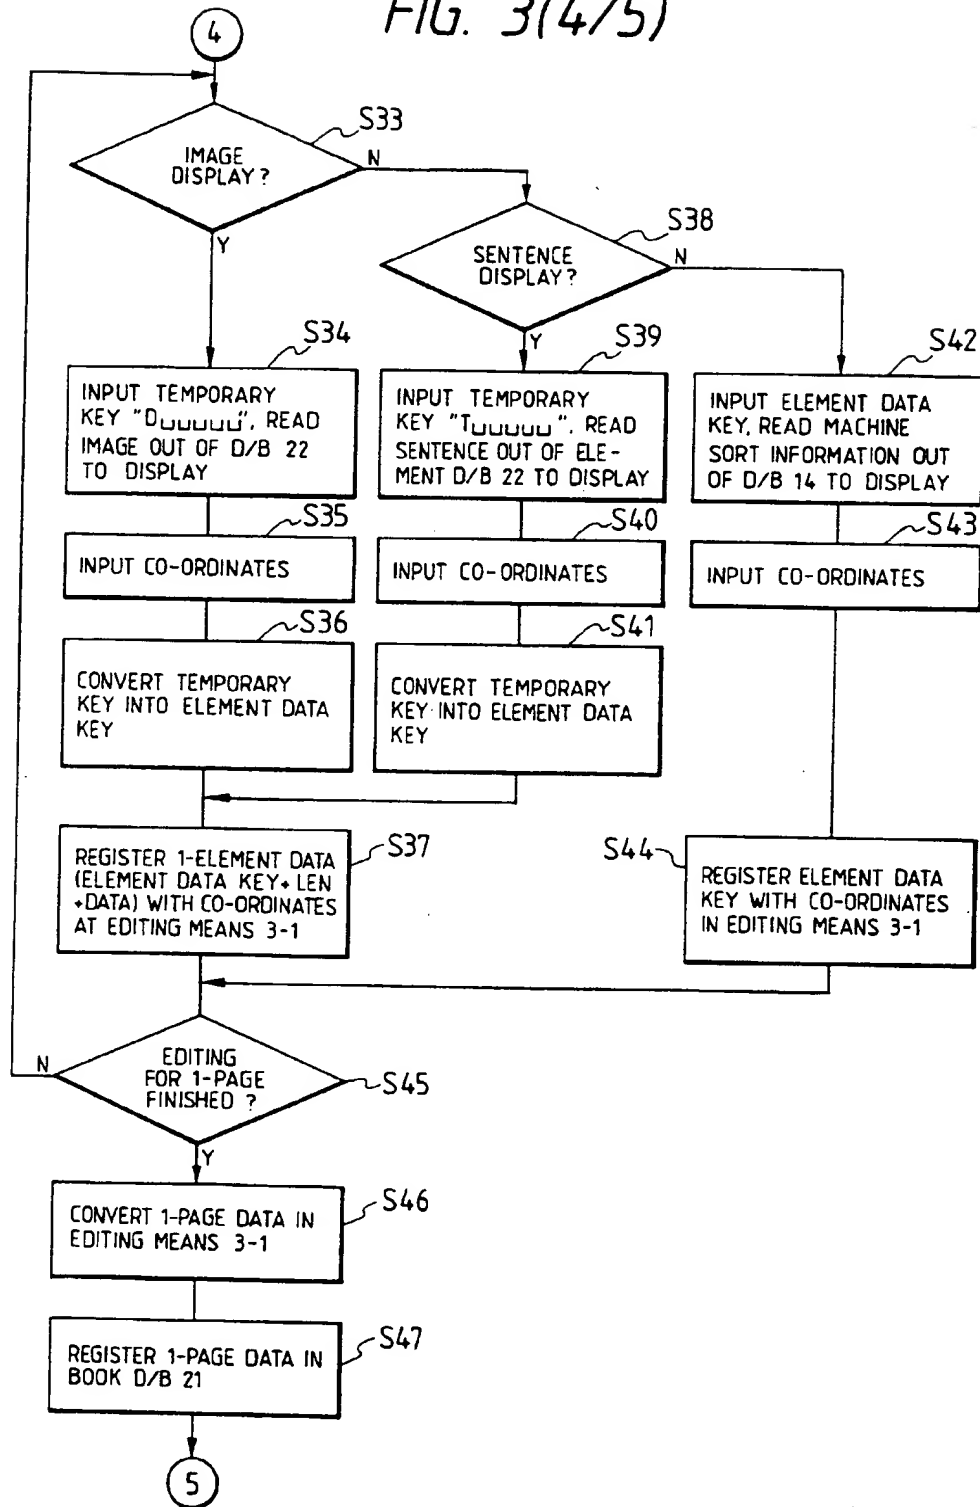 FIG. 3(4/5)
4
S33
IMAGE
DISPLAY?
N
Y
S38
SENTENCE
DISPLAY?
N
Y
S34
INPUT TEMPORARY
KEY "D␣␣␣␣␣", READ
IMAGE OUT OF D/B 22
TO DISPLAY
S39
INPUT TEMPORARY
KEY "T␣␣␣␣␣", READ
SENTENCE OUT OF ELE-
MENT D/B 22 TO DISPLAY
S42
INPUT ELEMENT DATA
KEY, READ MACHINE
SORT INFORMATION OUT
OF D/B 14 TO DISPLAY
S35
INPUT CO-ORDINATES
S40
INPUT CO-ORDINATES
S43
INPUT CO-ORDINATES
S36
CONVERT TEMPORARY
KEY INTO ELEMENT DATA
KEY
S41
CONVERT TEMPORARY
KEY INTO ELEMENT DATA
KEY
S37
REGISTER 1-ELEMENT DATA
(ELEMENT DATA KEY+LEN
+DATA) WITH CO-ORDINATES
AT EDITING MEANS 3-1
S44
REGISTER ELEMENT DATA
KEY WITH CO-ORDINATES
IN EDITING MEANS 3-1
N
EDITING
FOR 1-PAGE
FINISHED ?
S45
Y
S46
CONVERT 1-PAGE DATA IN
EDITING MEANS 3-1
S47
REGISTER 1-PAGE DATA IN
BOOK D/B 21
5